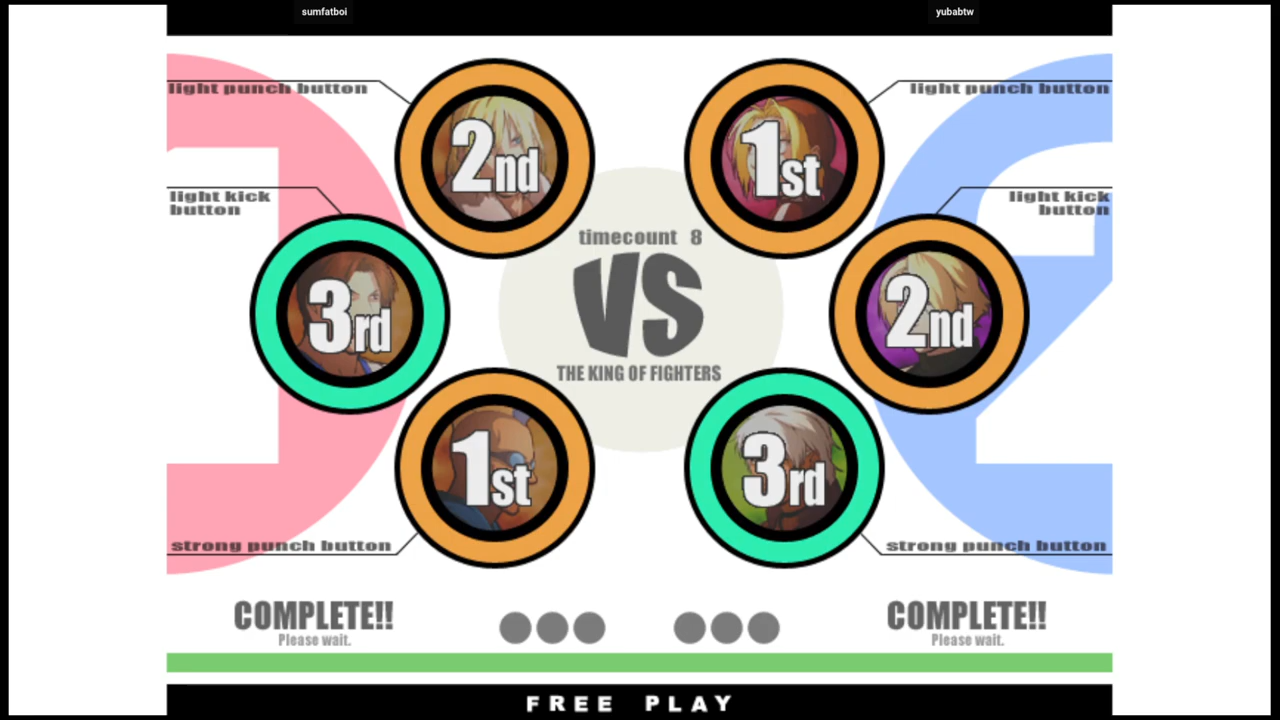 sumfatboi
yubabtw
light punch button
light punch button
2nd
1st
light kick
button
light kick
button
timecount 8
VS
THE KING OF FIGHTERS
3rd
2nd
1st
3rd
strong punch button
strong punch button
COMPLETE!!
Please wait.
COMPLETE!!
Please wait.
FREE PLAY
1
2